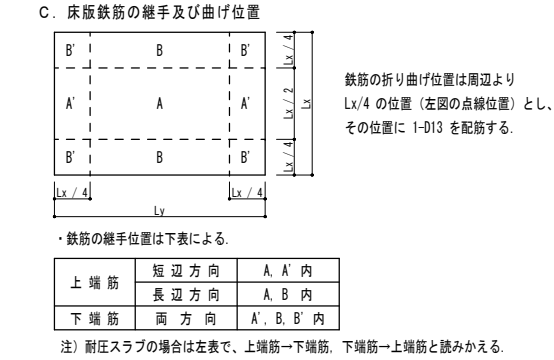 C. 床版鉄筋の継手及び曲げ位置
B' B B'
A' A A'
B' B B'
Lx / 4
Lx / 2
Lx / 4
Lx
Lx / 4 Lx / 4
Ly
鉄筋の折り曲げ位置は周辺より
Lx/4 の位置 (左図の点線位置) とし、
その位置に 1-D13 を配筋する.
・鉄筋の継手位置は下表による.
上 端 筋 短 辺 方 向 A, A' 内
長 辺 方 向 A, B 内
下 端 筋 両 方 向 A', B, B' 内
注) 耐圧スラブの場合は左表で、上端筋→下端筋, 下端筋→上端筋と読みかえる.